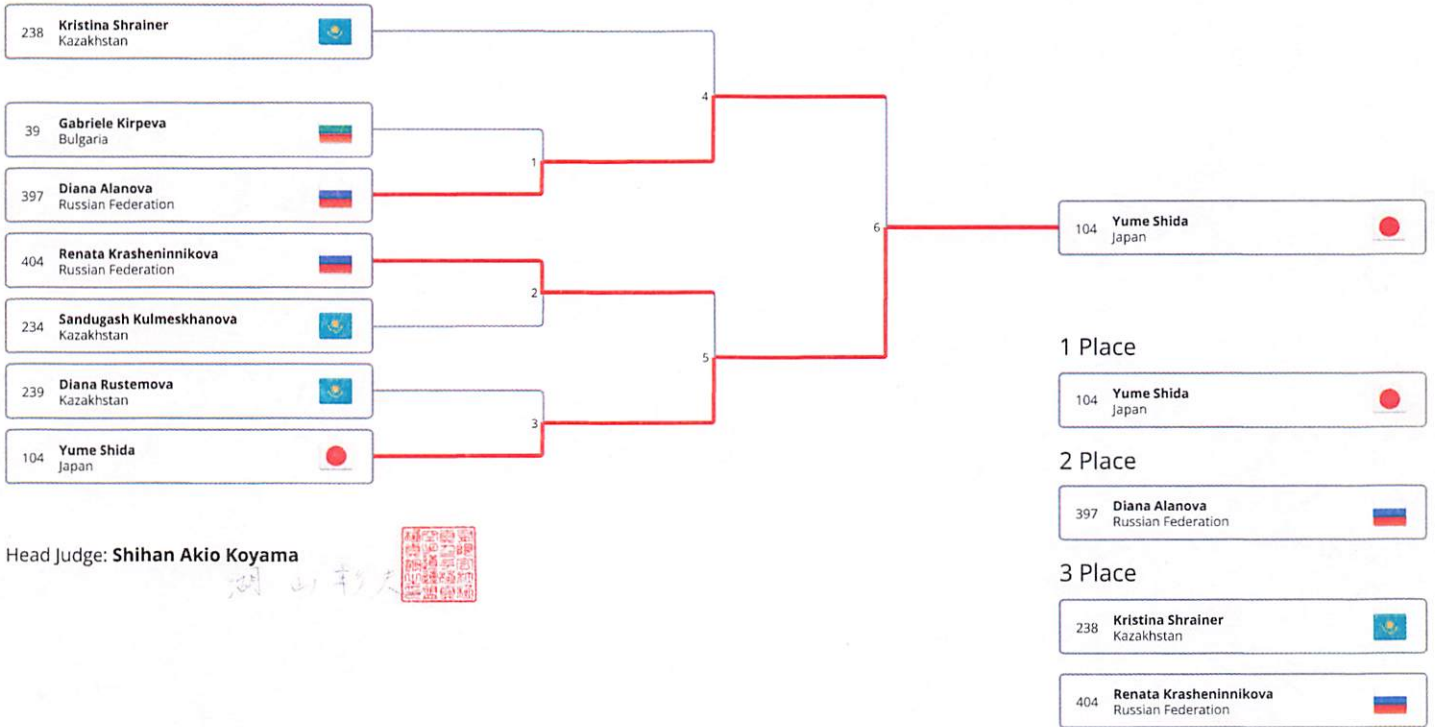 238 Kristina Shrainer
Kazakhstan
39 Gabriele Kirpeva
Bulgaria
397 Diana Alanova
Russian Federation
404 Renata Krasheninnikova
Russian Federation
234 Sandugash Kulmeskhanova
Kazakhstan
239 Diana Rustemova
Kazakhstan
104 Yume Shida
Japan
1
2
3
4
5
6
104 Yume Shida
Japan
1 Place
104 Yume Shida
Japan
2 Place
397 Diana Alanova
Russian Federation
3 Place
238 Kristina Shrainer
Kazakhstan
404 Renata Krasheninnikova
Russian Federation
Head Judge: Shihan Akio Koyama